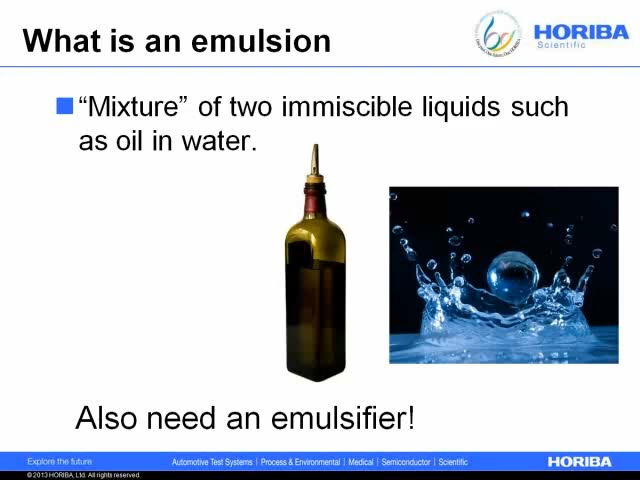 What is an emulsion
HORIBA
Scientific
“Mixture” of two immiscible liquids such
as oil in water.
Also need an emulsifier!
Explore the future
Automotive Test Systems | Process & Environmental | Medical | Semiconductor | Scientific
HORIBA
© 2013 HORIBA, Ltd. All rights reserved.